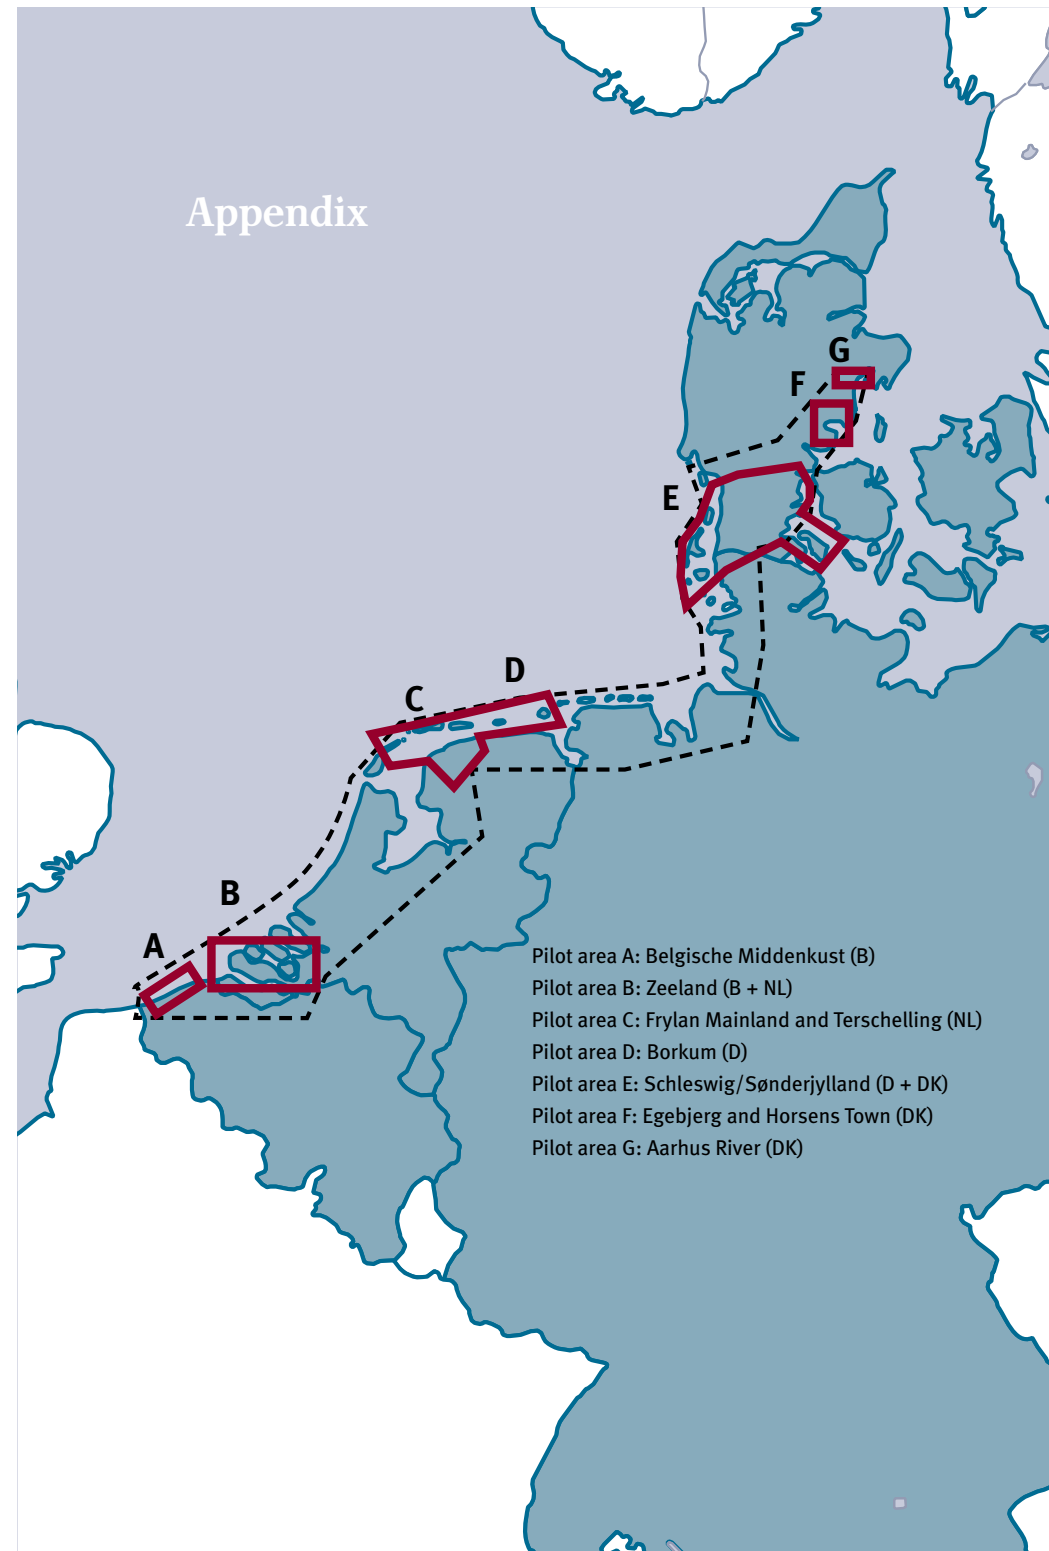 Appendix
G
F
E
D
C
B
A
Pilot area A: Belgische Middenkust (B)
Pilot area B: Zeeland (B + NL)
Pilot area C: Frylan Mainland and Terschelling (NL)
Pilot area D: Borkum (D)
Pilot area E: Schleswig/Sønderjylland (D + DK)
Pilot area F: Egebjerg and Horsens Town (DK)
Pilot area G: Aarhus River (DK)